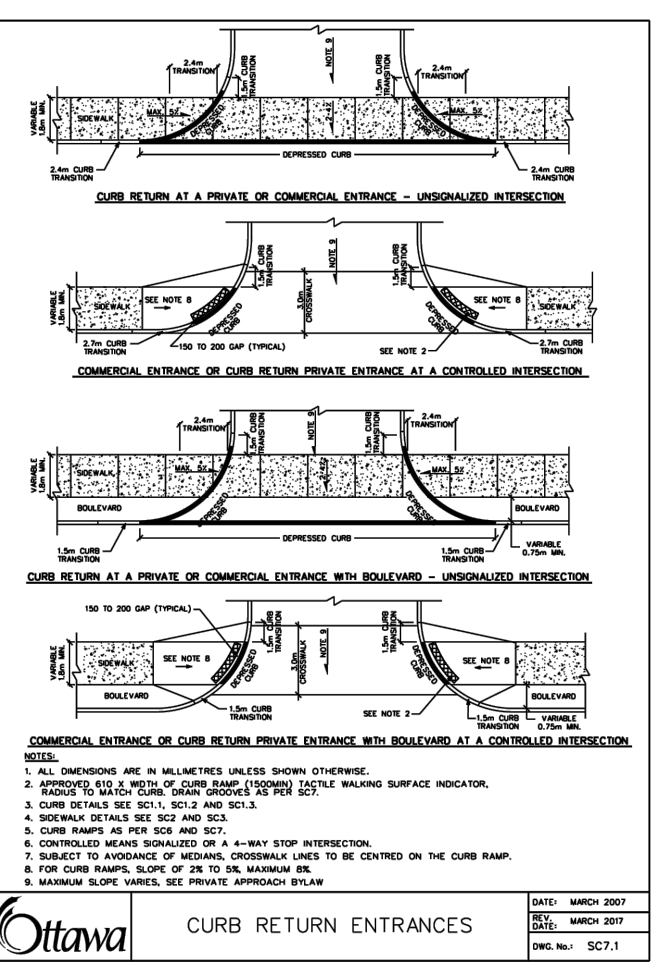 NOTE 9
2.4m
TRANSITION
1.5m CURB
TRANSITION
1.5m CURB
TRANSITION
2.4m
TRANSITION
VARIABLE
1.8m MIN.
SIDEWALK
MAX. 5%
DEPRESSED
CURB
2-4%
DEPRESSED
CURB
MAX. 5%
DEPRESSED CURB
2.4m CURB
TRANSITION
2.4m CURB
TRANSITION
CURB RETURN AT A PRIVATE OR COMMERCIAL ENTRANCE - UNSIGNALIZED INTERSECTION
NOTE 9
1.5m CURB
TRANSITION
1.5m CURB
TRANSITION
VARIABLE
1.8m MIN.
SIDEWALK
SEE NOTE 8
DEPRESSED
CURB
3.0m
CROSSWALK
DEPRESSED
CURB
SEE NOTE 8
SIDEWALK
2.7m CURB
TRANSITION
150 TO 200 GAP (TYPICAL)
SEE NOTE 2
2.7m CURB
TRANSITION
COMMERCIAL ENTRANCE OR CURB RETURN PRIVATE ENTRANCE AT A CONTROLLED INTERSECTION
2.4m
TRANSITION
1.5m CURB
TRANSITION
NOTE 9
1.5m CURB
TRANSITION
2.4m
TRANSITION
VARIABLE
1.8m MIN.
SIDEWALK
MAX. 5%
2-4%
MAX. 5%
BOULEVARD
DEPRESSED
CURB
DEPRESSED
CURB
BOULEVARD
1.5m CURB
TRANSITION
DEPRESSED CURB
1.5m CURB
TRANSITION
VARIABLE
0.75m MIN.
CURB RETURN AT A PRIVATE OR COMMERCIAL ENTRANCE WITH BOULEVARD - UNSIGNALIZED INTERSECTION
150 TO 200 GAP (TYPICAL)
1.5m CURB
TRANSITION
NOTE 9
1.5m CURB
TRANSITION
VARIABLE
1.8m MIN.
SIDEWALK
SEE NOTE 8
DEPRESSED
CURB
3.0m
CROSSWALK
DEPRESSED
CURB
SEE NOTE 8
SIDEWALK
BOULEVARD
1.5m CURB
TRANSITION
SEE NOTE 2
1.5m CURB
TRANSITION
BOULEVARD
VARIABLE
0.75m MIN.
COMMERCIAL ENTRANCE OR CURB RETURN PRIVATE ENTRANCE WITH BOULEVARD AT A CONTROLLED INTERSECTION
NOTES:
1. ALL DIMENSIONS ARE IN MILLIMETRES UNLESS SHOWN OTHERWISE.
2. APPROVED 610 X WIDTH OF CURB RAMP (1500MIN) TACTILE WALKING SURFACE INDICATOR,
RADIUS TO MATCH CURB. DRAIN GROOVES AS PER SC7.
3. CURB DETAILS SEE SC1.1, SC1.2 AND SC1.3.
4. SIDEWALK DETAILS SEE SC2 AND SC3.
5. CURB RAMPS AS PER SC6 AND SC7.
6. CONTROLLED MEANS SIGNALIZED OR A 4-WAY STOP INTERSECTION.
7. SUBJECT TO AVOIDANCE OF MEDIANS, CROSSWALK LINES TO BE CENTRED ON THE CURB RAMP.
8. FOR CURB RAMPS, SLOPE OF 2% TO 5%, MAXIMUM 8%.
9. MAXIMUM SLOPE VARIES, SEE PRIVATE APPROACH BYLAW
Ottawa
CURB RETURN ENTRANCES
DATE: MARCH 2007
REV. DATE: MARCH 2017
DWG. No.: SC7.1